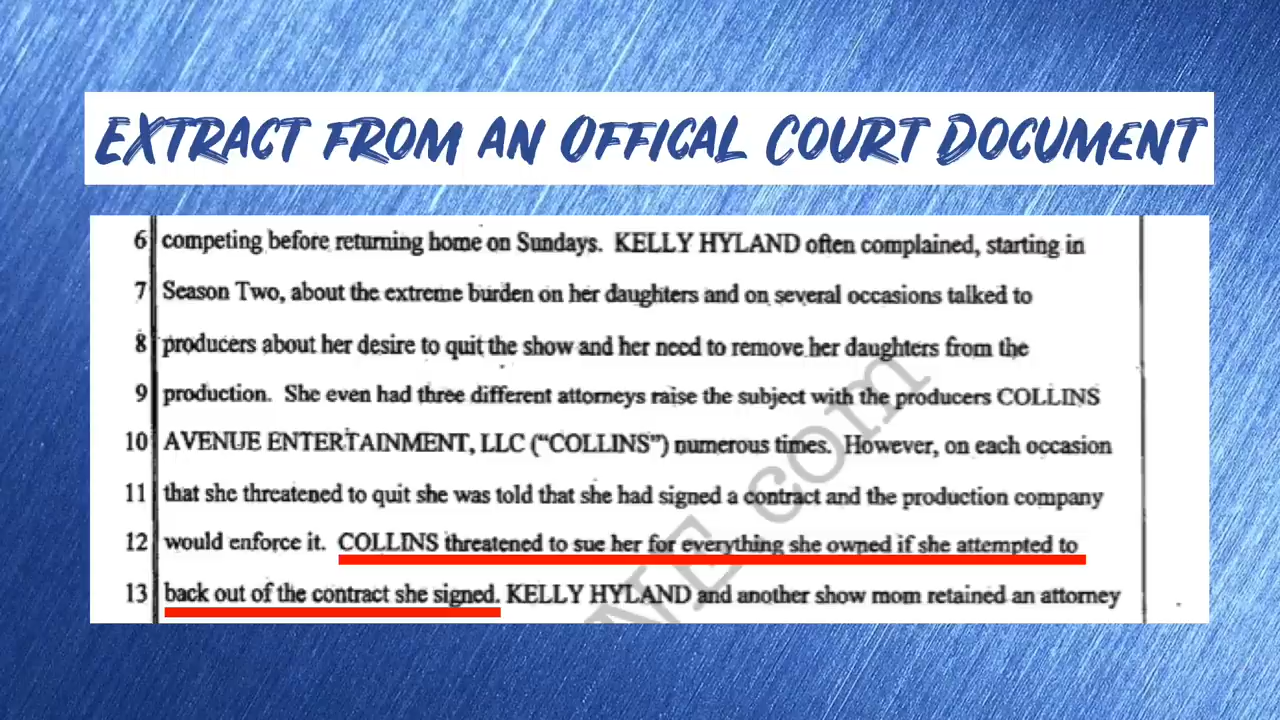 EXTRACT FROM AN OFFICAL COURT DOCUMENT
6 competing before returning home on Sundays. KELLY HYLAND often complained, starting in
7 Season Two, about the extreme burden on her daughters and on several occasions talked to
8 producers about her desire to quit the show and her need to remove her daughters from the
9 production. She even had three different attorneys raise the subject with the producers COLLINS
10 AVENUE ENTERTAINMENT, LLC (“COLLINS”) numerous times. However, on each occasion
11 that she threatened to quit she was told that she had signed a contract and the production company
12 would enforce it. COLLINS threatened to sue her for everything she owned if she attempted to
13 back out of the contract she signed. KELLY HYLAND and another show mom retained an attorney
NE.com